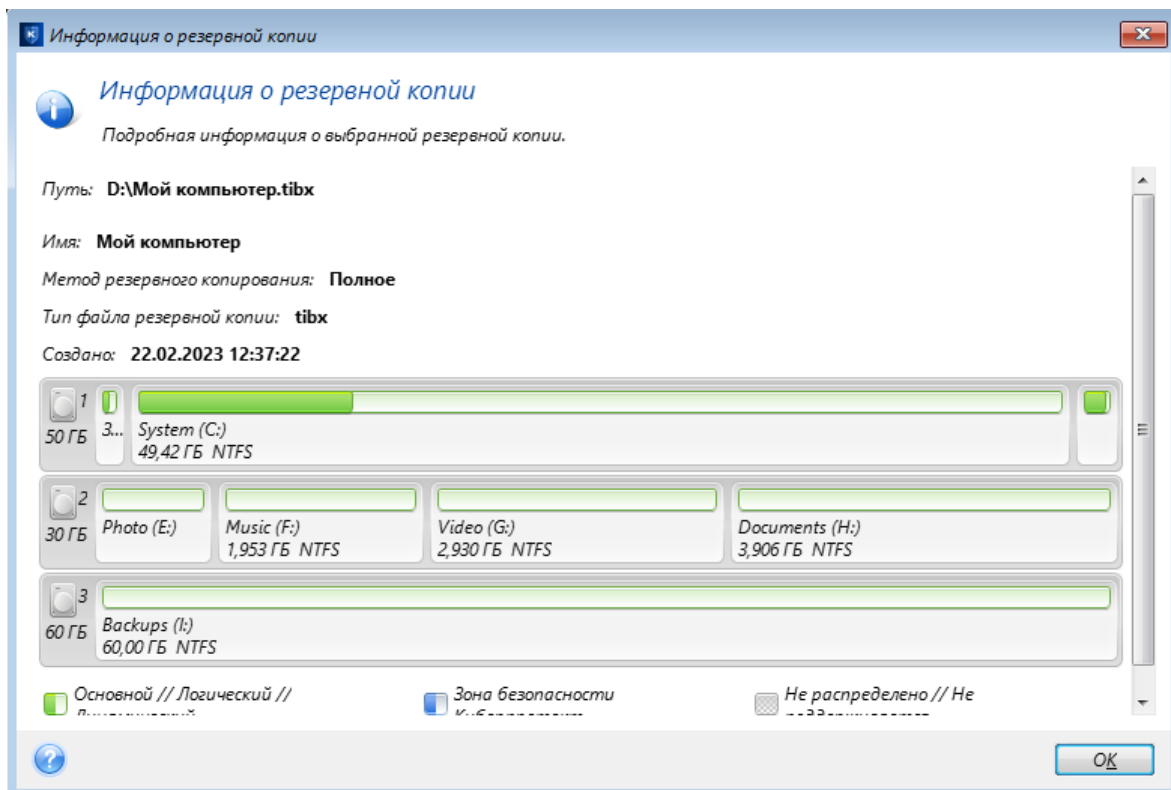 Информация о резервной копии
Информация о резервной копии
Подробная информация о выбранной резервной копии.
Путь: D:\Мой компьютер.tibx
Имя: Мой компьютер
Метод резервного копирования: Полное
Тип файла резервной копии: tibx
Создано: 22.02.2023 12:37:22
1
50 ГБ
3...
System (C:)
49,42 ГБ NTFS
2
30 ГБ
Photo (E:)
Music (F:)
1,953 ГБ NTFS
Video (G:)
2,930 ГБ NTFS
Documents (H:)
3,906 ГБ NTFS
3
60 ГБ
Backups (I:)
60,00 ГБ NTFS
Основной // Логический //
Зона безопасности
Не распределено // Не
OK